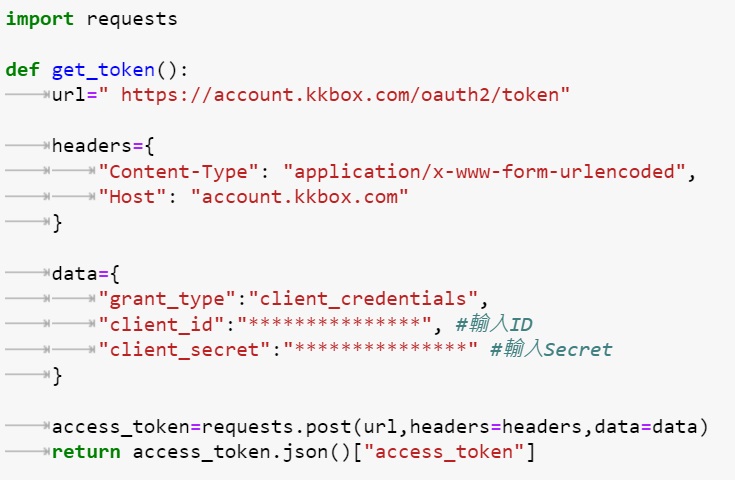 import requests
def get_token():
url=" https://account.kkbox.com/oauth2/token"
headers={
"Content-Type": "application/x-www-form-urlencoded",
"Host": "account.kkbox.com"
}
data={
"grant_type":"client_credentials",
"client_id":"***************", #輸入ID
"client_secret":"***************" #輸入Secret
}
access_token=requests.post(url,headers=headers,data=data)
return access_token.json()["access_token"]